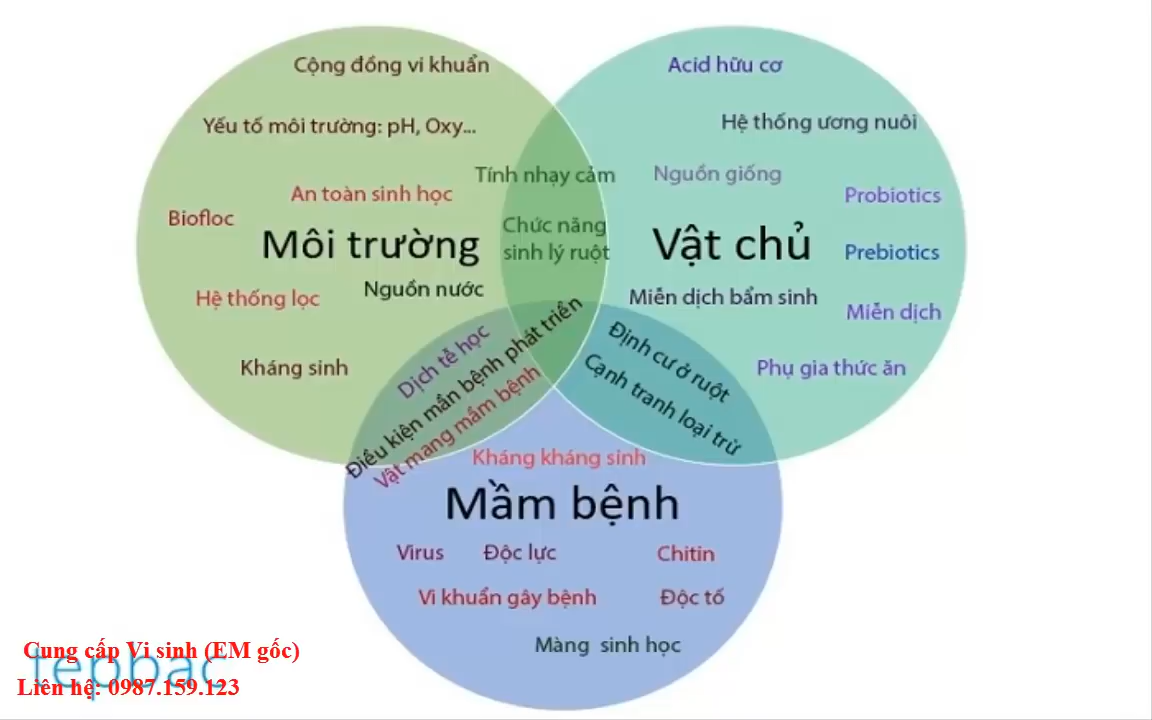 Cộng đồng vi khuẩn
Yếu tố môi trường: pH, Oxy...
An toàn sinh học
Biofloc
Môi trường
Hệ thống lọc
Nguồn nước
Kháng sinh
Tính nhạy cảm
Chức năng
sinh lý ruột
Acid hữu cơ
Hệ thống ương nuôi
Nguồn giống
Probiotics
Vật chủ
Prebiotics
Miễn dịch bẩm sinh
Miễn dịch
Phụ gia thức ăn
Dịch tễ học
Điều kiện mần bệnh phát triển
Vật mang mầm bệnh
Định cư ở ruột
Cạnh tranh loại trừ
Kháng kháng sinh
Mầm bệnh
Virus
Độc lực
Chitin
Vi khuẩn gây bệnh
Độc tố
Màng sinh học
Cung cấp Vi sinh (EM gốc)
tepbac
Liên hệ: 0987.159.123